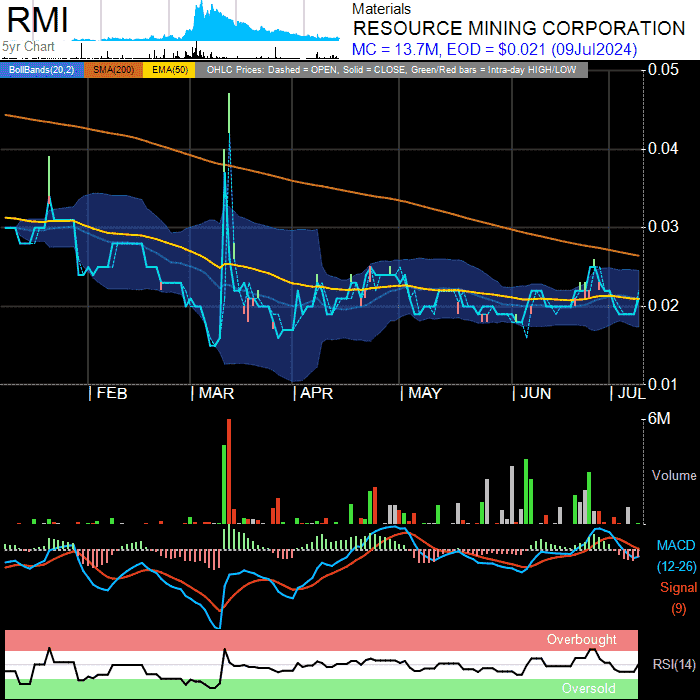 RMI
5yr Chart
Materials
RESOURCE MINING CORPORATION
MC = 13.7M, EOD = $0.021 (09Jul2024)
BollBands(20,2) SMA(200) EMA(50) OHLC Prices: Dashed = OPEN, Solid = CLOSE, Green/Red bars = Intra-day HIGH/LOW
0.05
0.04
0.03
0.02
0.01
FEB MAR APR MAY JUN JUL
6M
Volume
MACD
(12-26)
Signal
(9)
Overbought
RSI(14)
Oversold